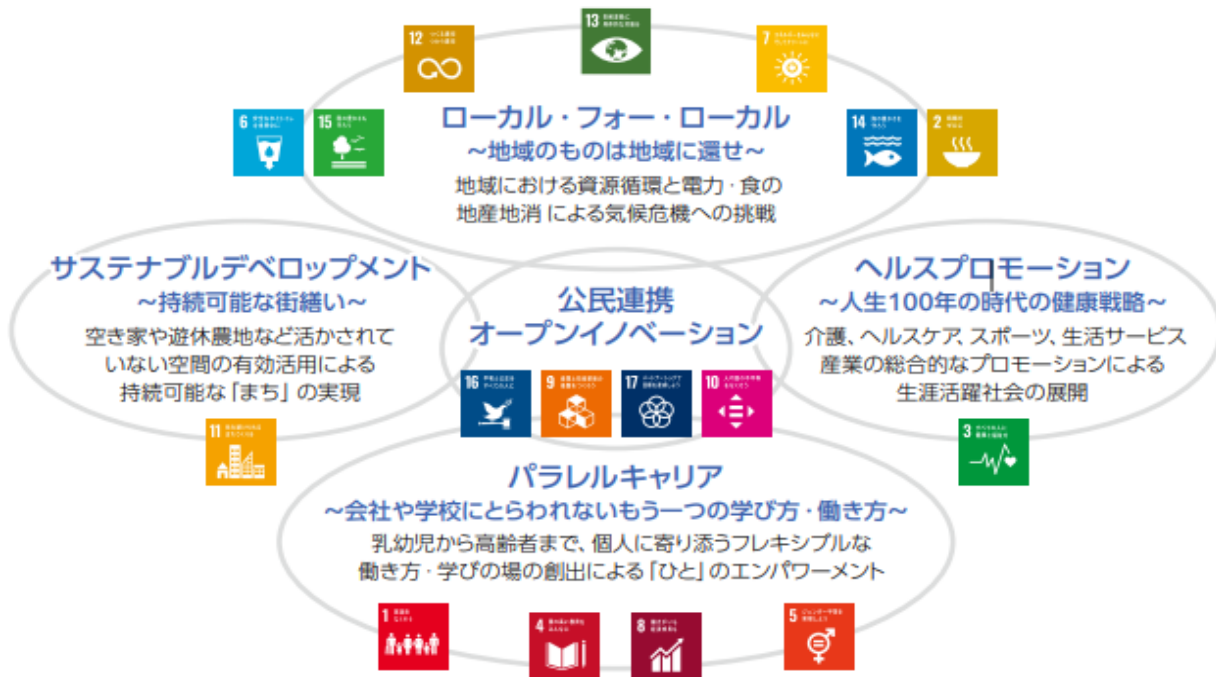 12
13
7
6
15
14
2
ローカル・フォー・ローカル
～地域のものは地域に還せ～
地域における資源循環と電力・食の
地産地消による気候危機への挑戦
サステナブルデベロップメント
～持続可能な街繕い～
空き家や遊休農地など活かされて
いない空間の有効活用による
持続可能な「まち」の実現
11
公民連携
オープンイノベーション
16
9
17
10
ヘルスプロモーション
～人生100年の時代の健康戦略～
介護、ヘルスケア、スポーツ、生活サービス
産業の総合的なプロモーションによる
生涯活躍社会の展開
3
パラレルキャリア
～会社や学校にとらわれないもう一つの学び方・働き方～
乳幼児から高齢者まで、個人に寄り添うフレキシブルな
働き方・学びの場の創出による「ひと」のエンパワーメント
1
4
8
5